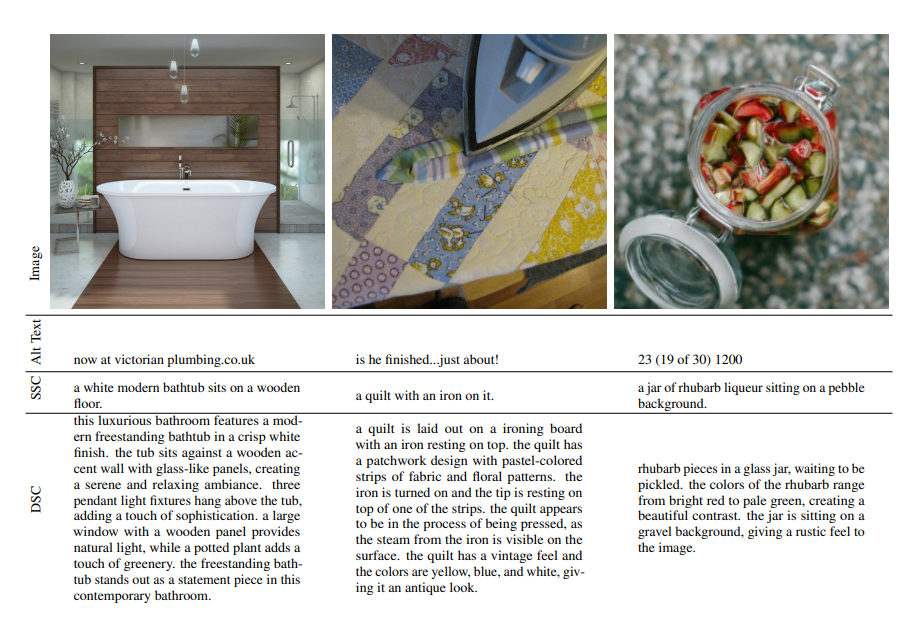 Image
Alt Text
now at victorian plumbing.co.uk
is he finished...just about!
23 (19 of 30) 1200
SSC
a white modern bathtub sits on a wooden
floor.
a quilt with an iron on it.
a jar of rhubarb liqueur sitting on a pebble
background.
DSC
this luxurious bathroom features a mod-
ern freestanding bathtub in a crisp white
finish. the tub sits against a wooden ac-
cent wall with glass-like panels, creating
a serene and relaxing ambiance. three
pendant light fixtures hang above the tub,
adding a touch of sophistication. a large
window with a wooden panel provides
natural light, while a potted plant adds a
touch of greenery. the freestanding bath-
tub stands out as a statement piece in this
contemporary bathroom.
a quilt is laid out on a ironing board
with an iron resting on top. the quilt has
a patchwork design with pastel-colored
strips of fabric and floral patterns. the
iron is turned on and the tip is resting on
top of one of the strips. the quilt appears
to be in the process of being pressed, as
the steam from the iron is visible on the
surface. the quilt has a vintage feel and
the colors are yellow, blue, and white, giv-
ing it an antique look.
rhubarb pieces in a glass jar, waiting to be
pickled. the colors of the rhubarb range
from bright red to pale green, creating a
beautiful contrast. the jar is sitting on a
gravel background, giving a rustic feel to
the image.